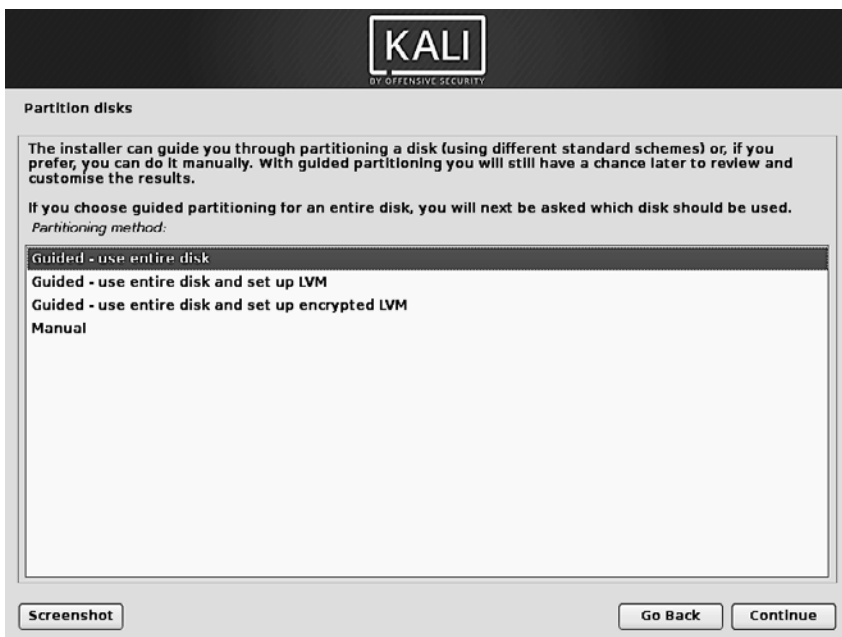 KALI
BY OFFENSIVE SECURITY
Partition disks
The installer can guide you through partitioning a disk (using different standard schemes) or, if you
prefer, you can do it manually. With guided partitioning you will still have a chance later to review and
customise the results.
If you choose guided partitioning for an entire disk, you will next be asked which disk should be used.
Partitioning method:
Guided - use entire disk
Guided - use entire disk and set up LVM
Guided - use entire disk and set up encrypted LVM
Manual
Screenshot Go Back Continue